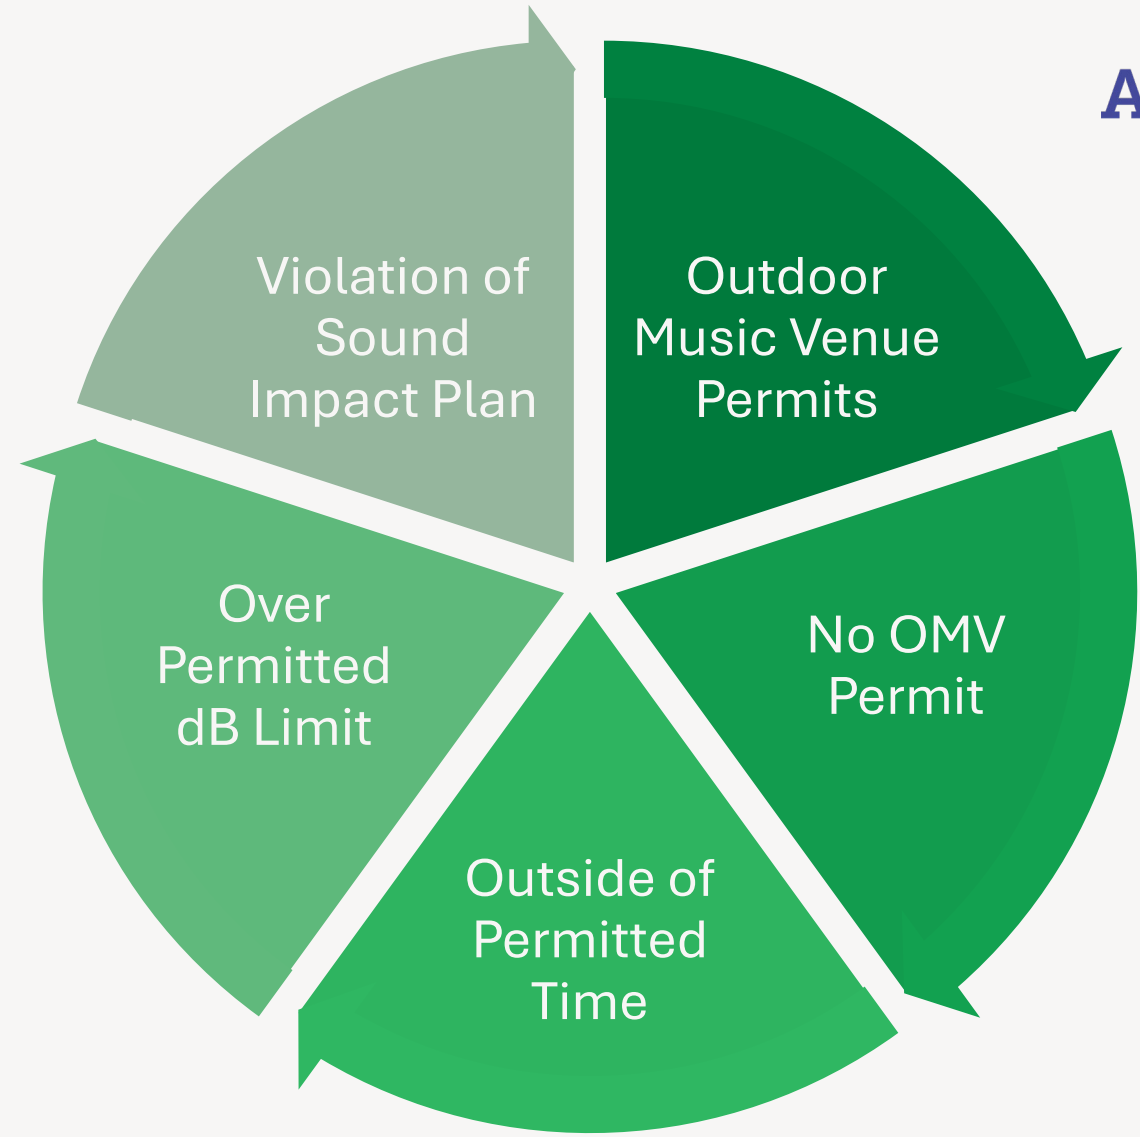 A
Violation of
Sound
Impact Plan
Outdoor
Music Venue
Permits
Over
Permitted
dB Limit
No OMV
Permit
Outside of
Permitted
Time